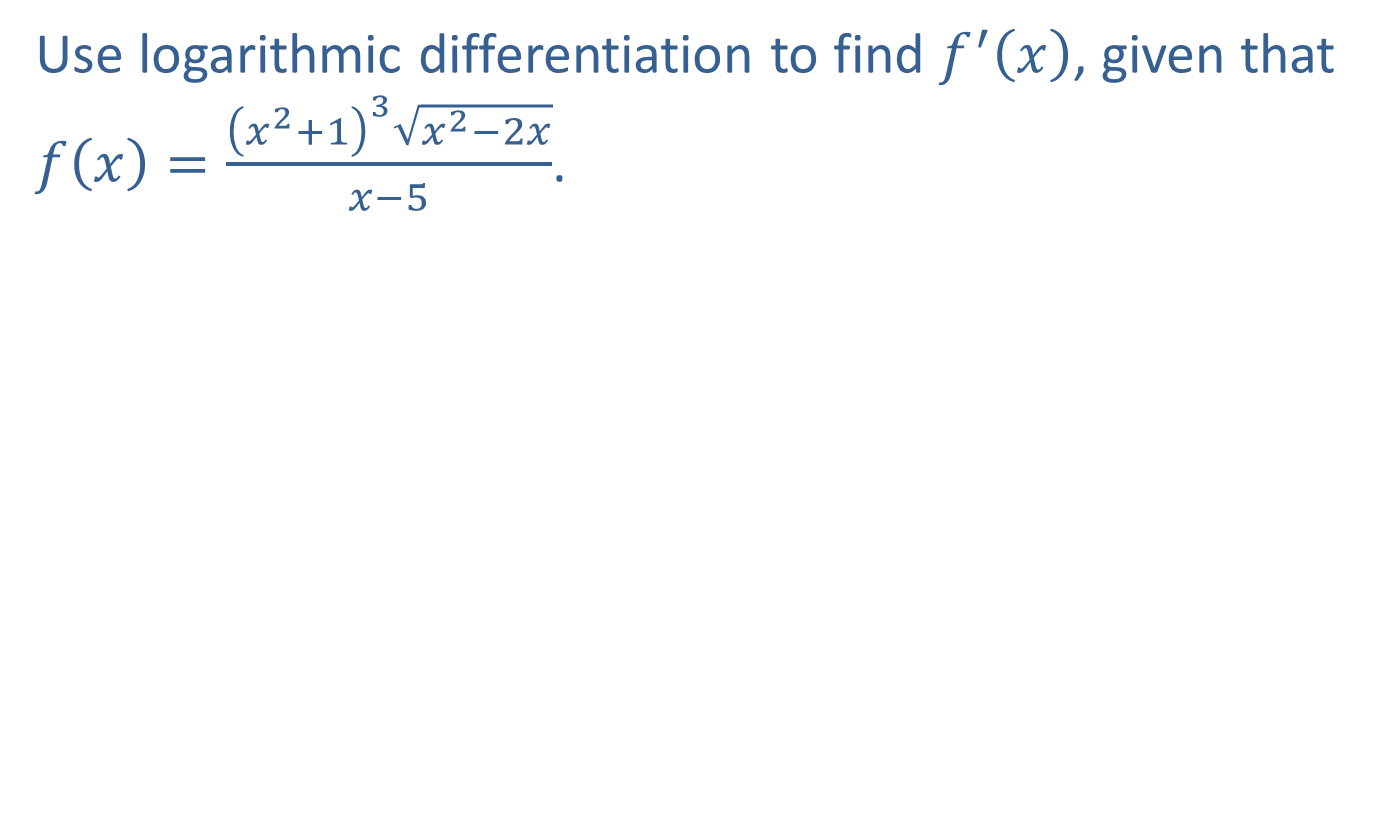 Use logarithmic differentiation to find f′(x), given that
f(x) = (x²+1)³√(x²−2x) / (x−5).